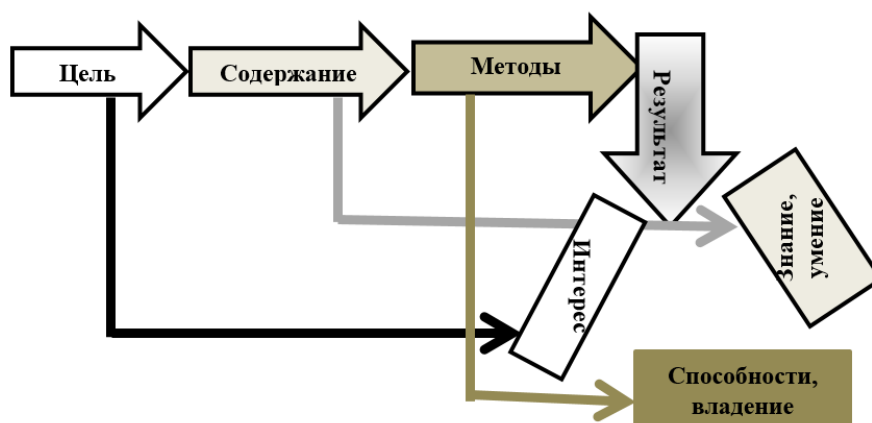 Цель
Содержание
Методы
Результат
Интерес
Знание,
умение
Способности,
владение